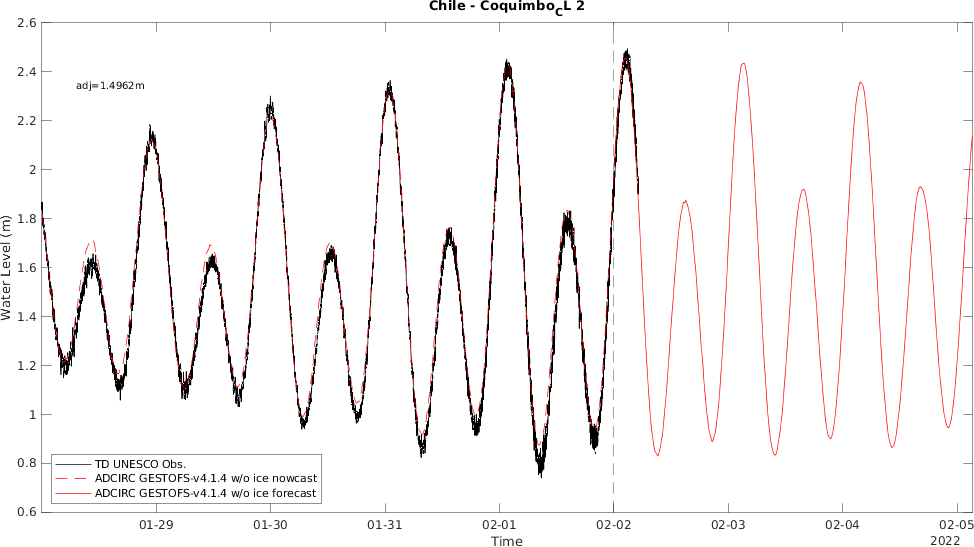 Chile - Coquimbo_CL 2
2.6
2.4
adj=1.4962m
2.2
2
1.8
1.6
1.4
1.2
1
0.8
0.6
Water Level (m)
TD UNESCO Obs.
ADCIRC GESTOFS-v4.1.4 w/o ice nowcast
ADCIRC GESTOFS-v4.1.4 w/o ice forecast
01-29 01-30 01-31 02-01 02-02 02-03 02-04 02-05
Time
2022